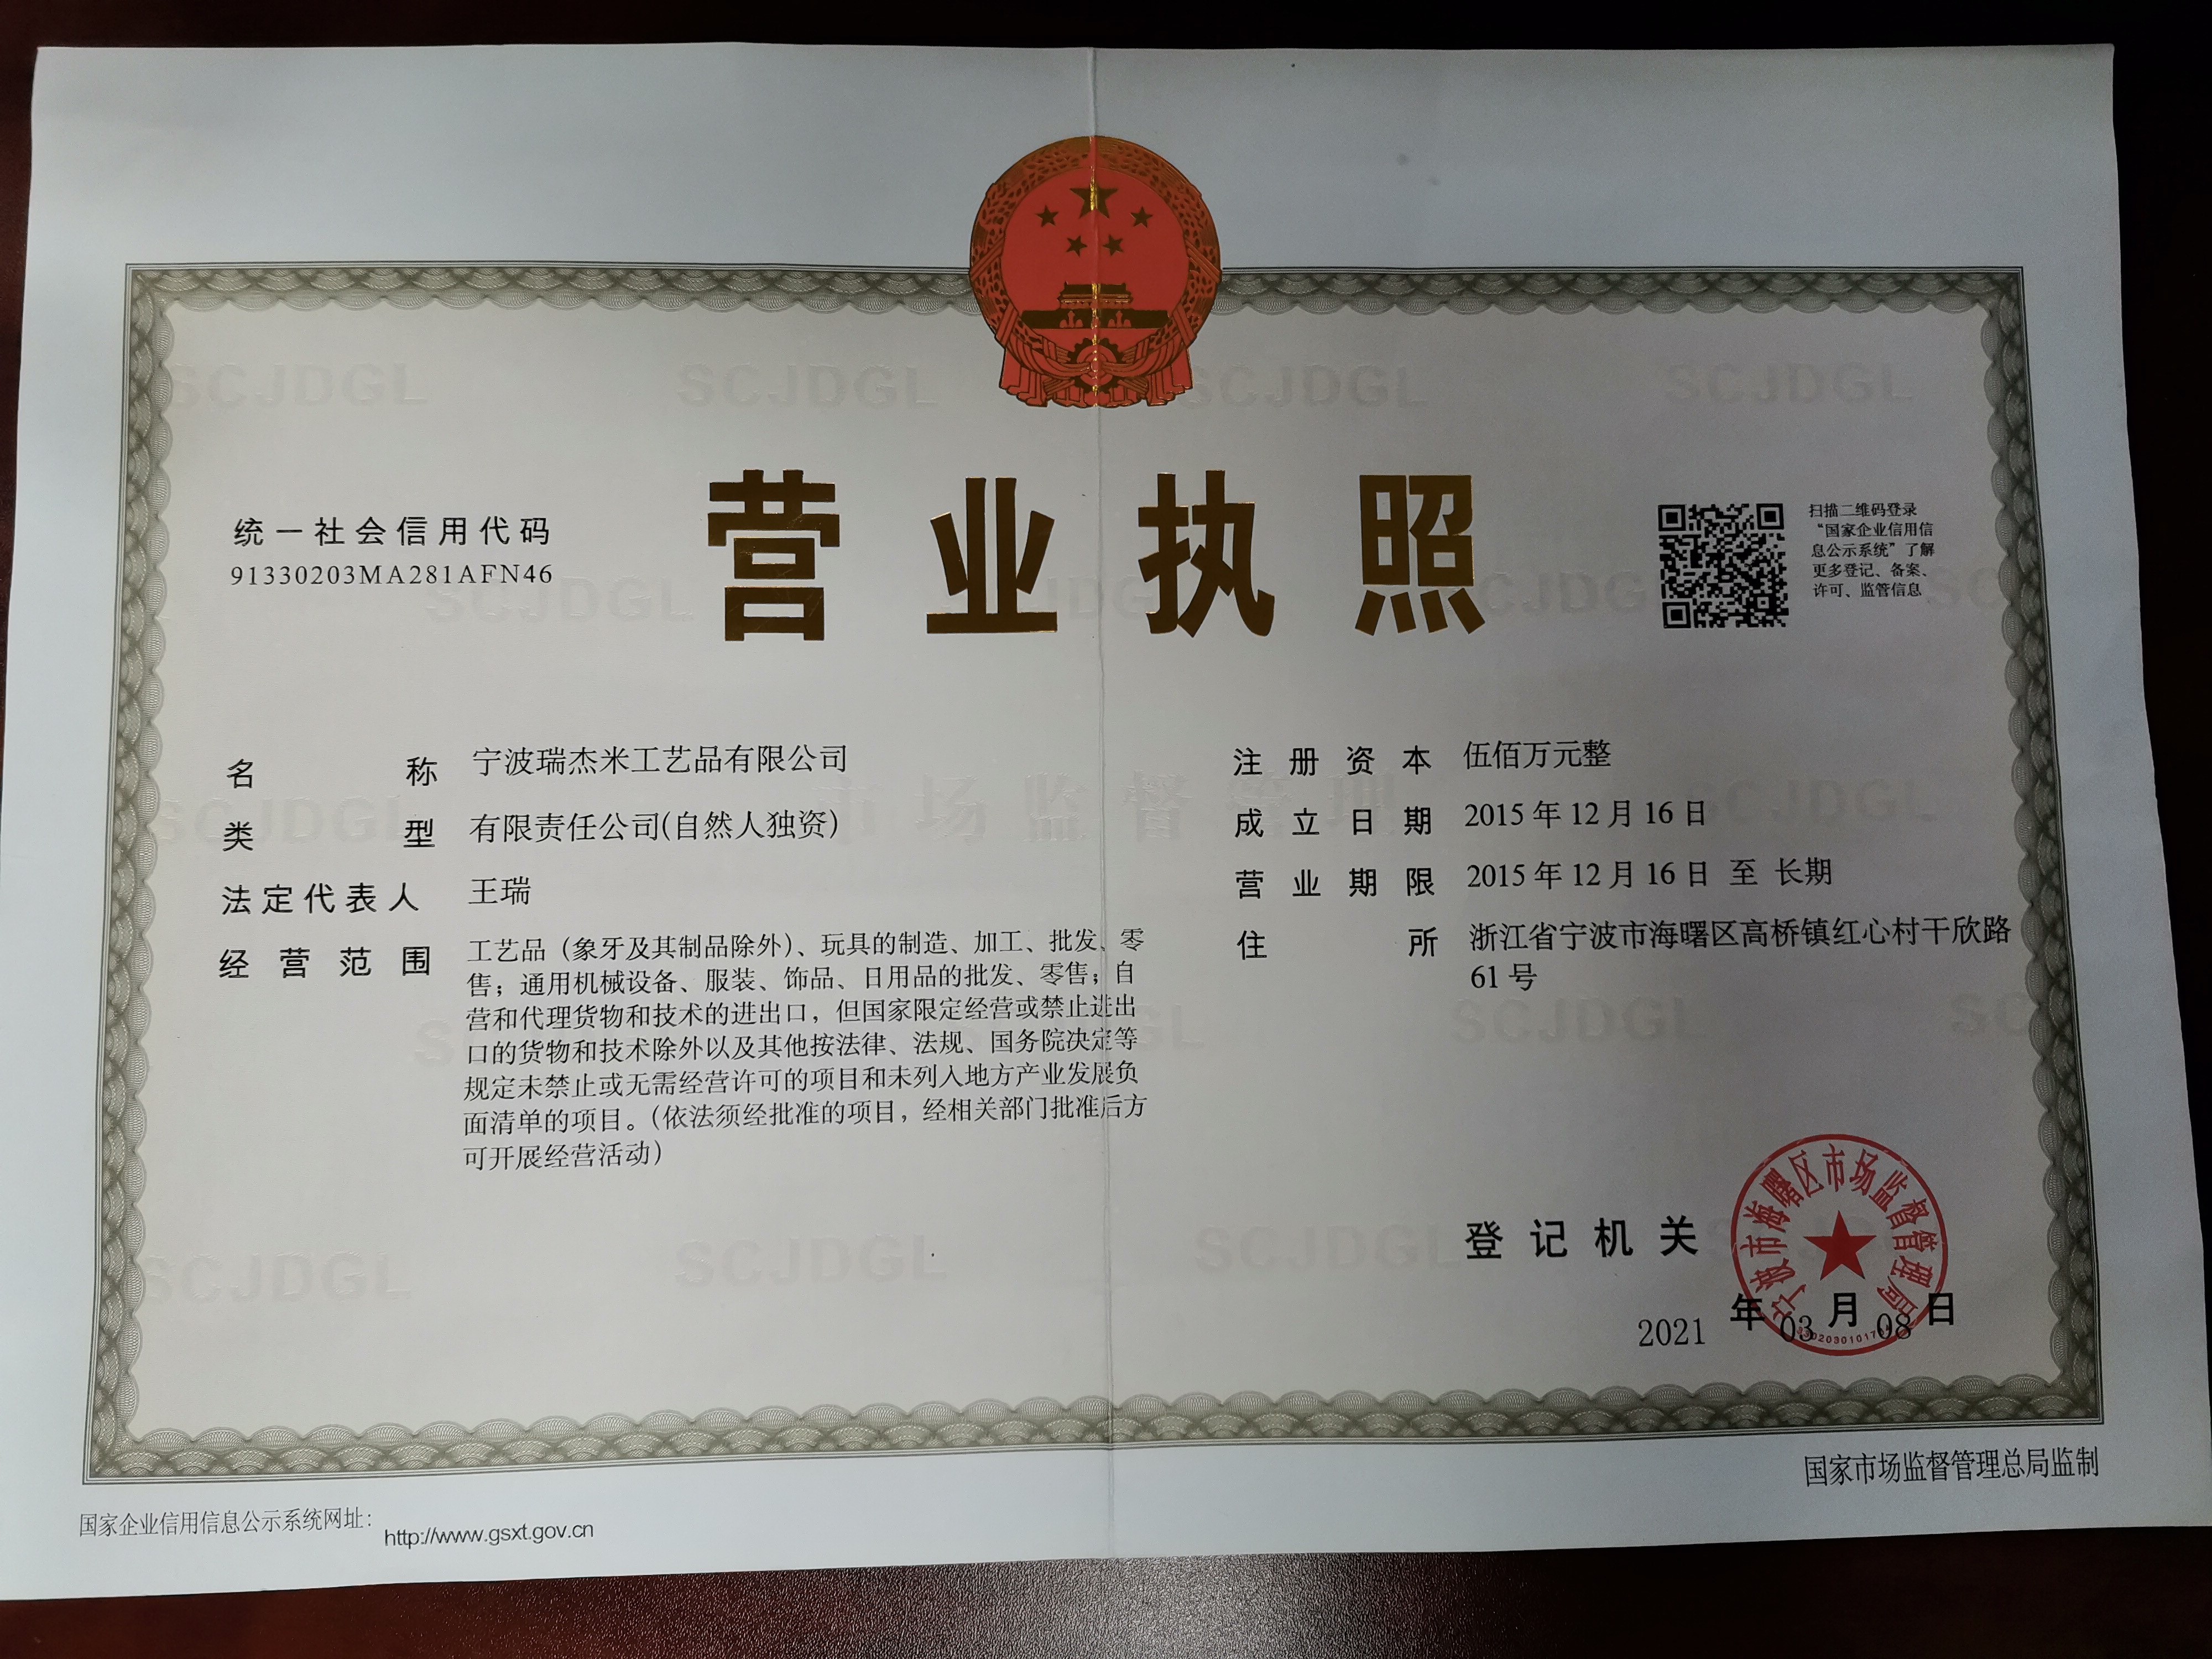 营业执照
统一社会信用代码
91330203MA281AFN46
扫描二维码登录
“国家企业信用信
息公示系统”了解
更多登记、备案、
许可、监管信息
名称 宁波瑞杰米工艺品有限公司
类型 有限责任公司(自然人独资)
法定代表人 王瑞
经营范围 工艺品（象牙及其制品除外）、玩具的制造、加工、批发、零
售；通用机械设备、服装、饰品、日用品的批发、零售；自
营和代理货物和技术的进出口，但国家限定经营或禁止进出
口的货物和技术除外以及其他按法律、法规、国务院决定等
规定未禁止或无需经营许可的项目和未列入地方产业发展负
面清单的项目。（依法须经批准的项目，经相关部门批准后方
可开展经营活动）
注册资本 伍佰万元整
成立日期 2015年12月16日
营业期限 2015年12月16日 至 长期
住所 浙江省宁波市海曙区高桥镇红心村干欣路
61号
登记机关
宁波市海曙区市场监督管理局
2021年03月08日
国家企业信用信息公示系统网址：http://www.gsxt.gov.cn
国家市场监督管理总局监制
SCJDGL
SCJDGL
SCJDGL
SCJDGL
市场监督管理